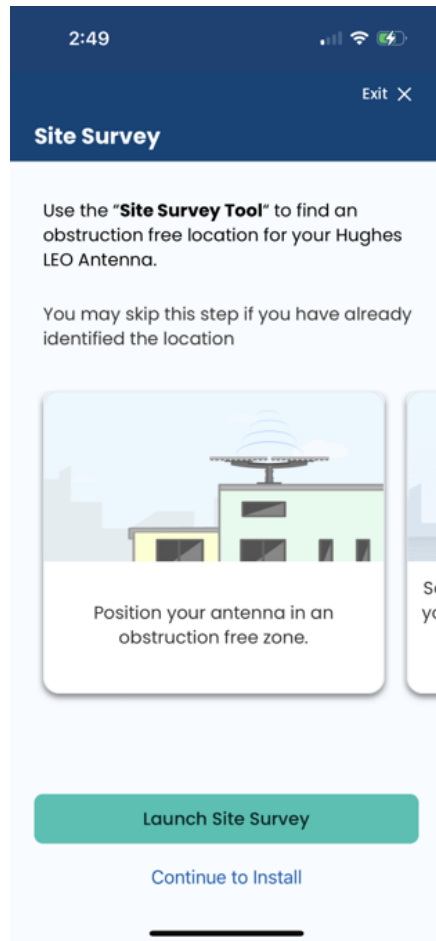 2:49
Exit
Site Survey
Use the “Site Survey Tool“ to find an
obstruction free location for your Hughes
LEO Antenna.
You may skip this step if you have already
identified the location
Position your antenna in an
obstruction free zone.
Launch Site Survey
Continue to Install